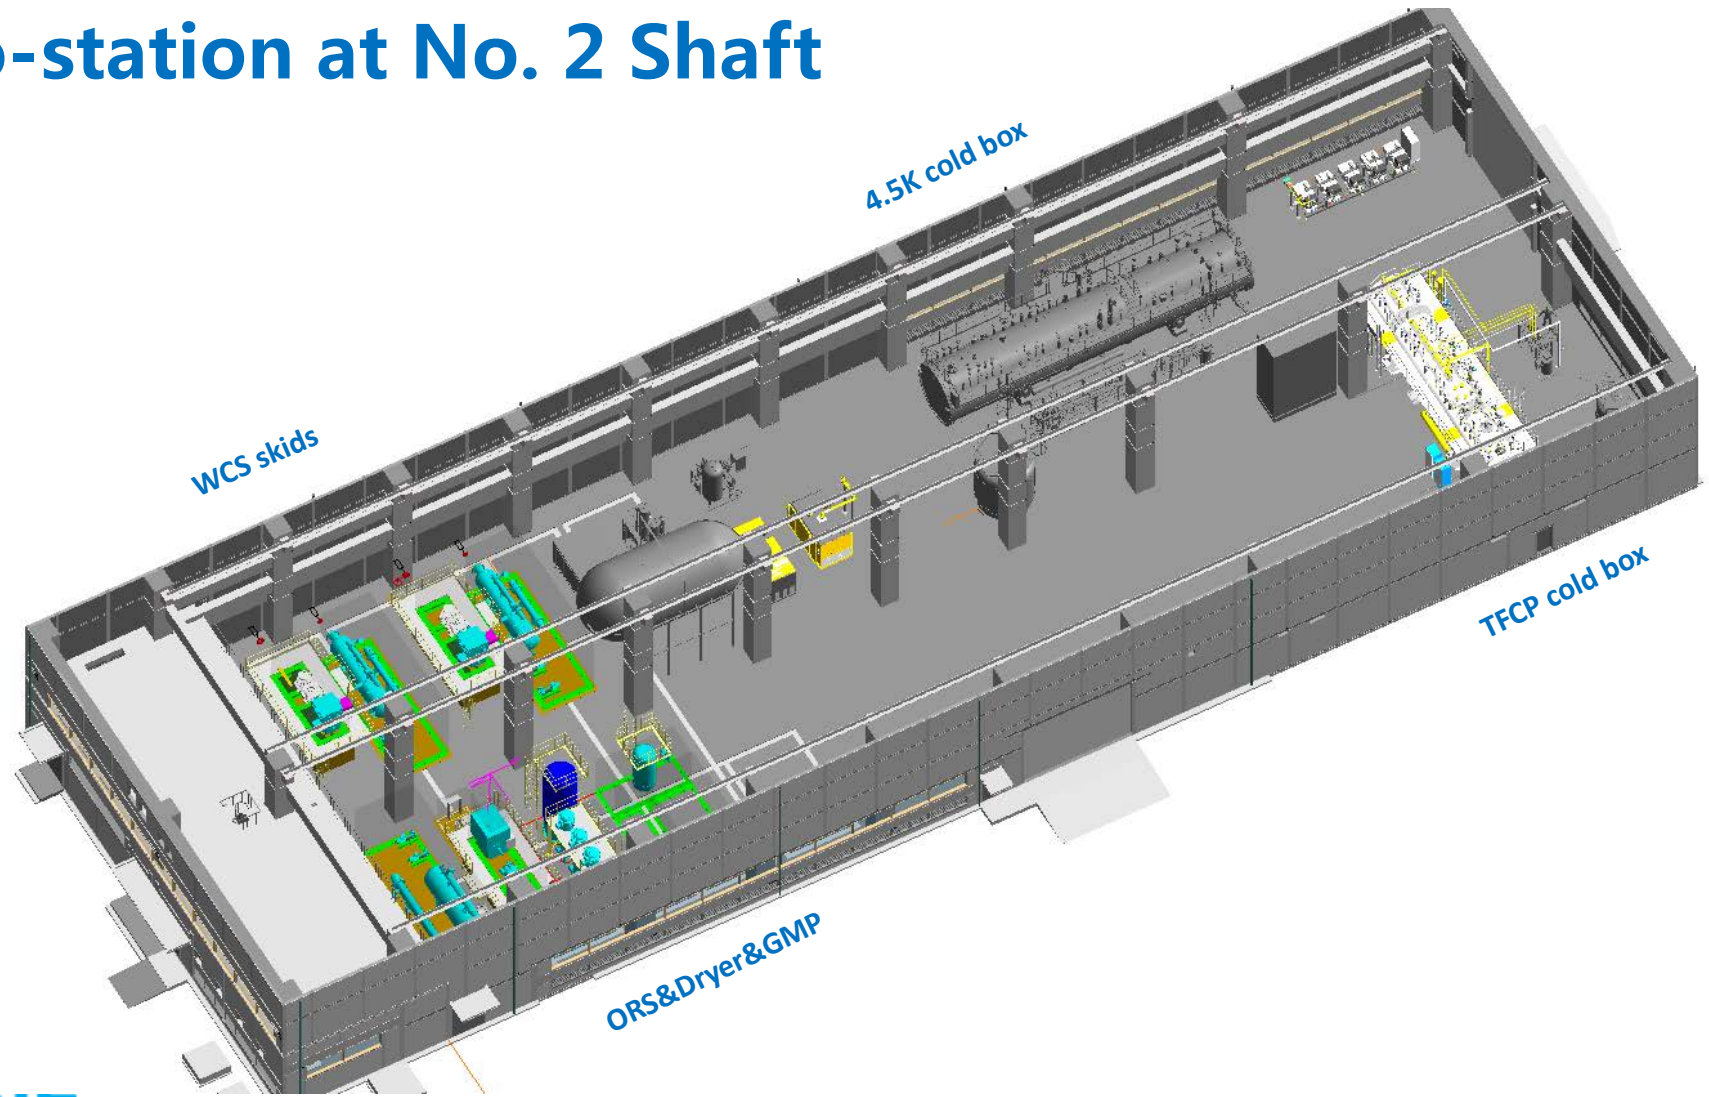 -station at No. 2 Shaft
4.5K cold box
WCS skids
TFCP cold box
ORS&Dryer&GMP